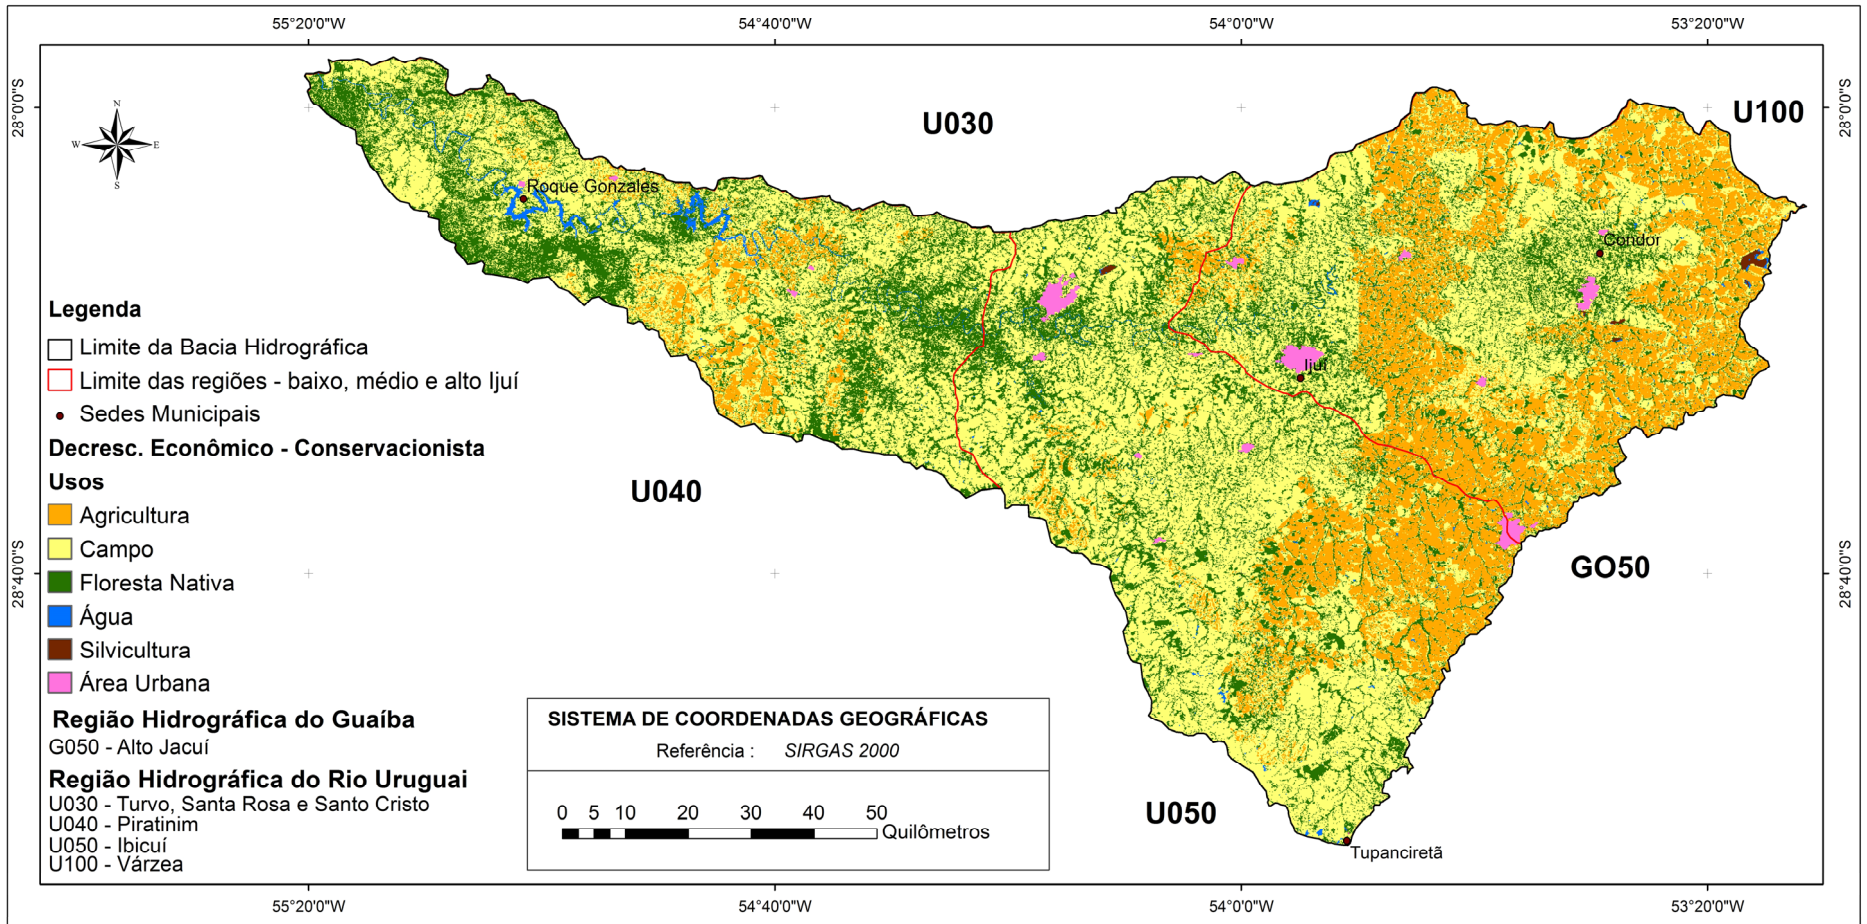 55°20'0"W 54°40'0"W 54°0'0"W 53°20'0"W
28°0'0"S
28°0'0"S
N
W E
S
U030
U100
Roque Gonzales
Condor
Ijuí
U040
GO50
U050
Tupanciretã
28°40'0"S
28°40'0"S
Legenda
Limite da Bacia Hidrográfica
Limite das regiões - baixo, médio e alto Ijuí
Sedes Municipais
Decresc. Econômico - Conservacionista
Usos
Agricultura
Campo
Floresta Nativa
Água
Silvicultura
Área Urbana
Região Hidrográfica do Guaíba
G050 - Alto Jacuí
Região Hidrográfica do Rio Uruguai
U030 - Turvo, Santa Rosa e Santo Cristo
U040 - Piratinim
U050 - Ibicuí
U100 - Várzea
SISTEMA DE COORDENADAS GEOGRÁFICAS
Referência : SIRGAS 2000
0 5 10 20 30 40 50
Quilômetros
55°20'0"W 54°40'0"W 54°0'0"W 53°20'0"W